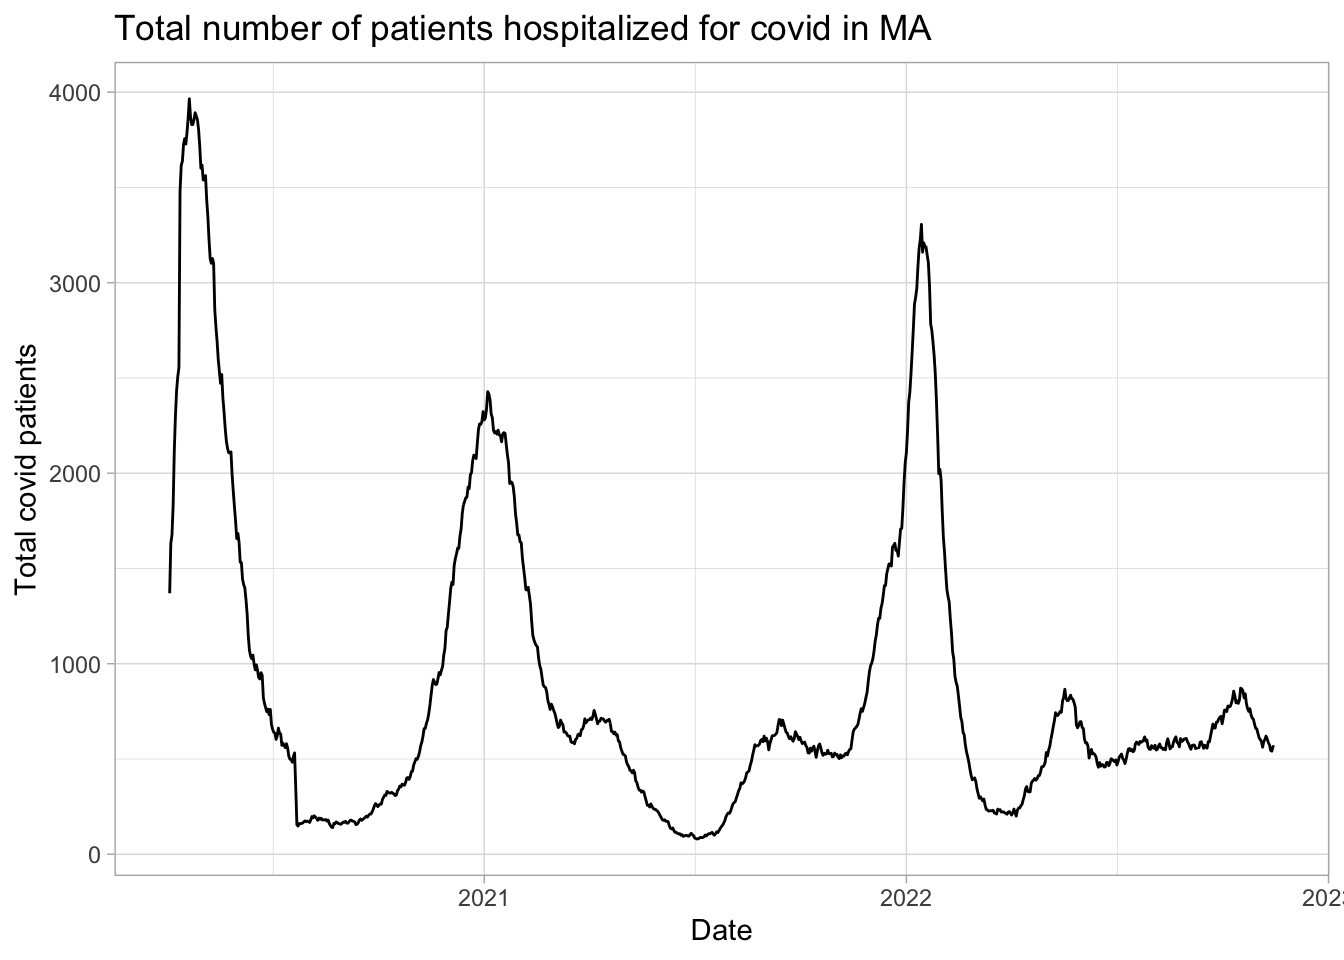 Total number of patients hospitalized for covid in MA
Total covid patients
4000
3000
2000
1000
0
2021
2022
202
Date